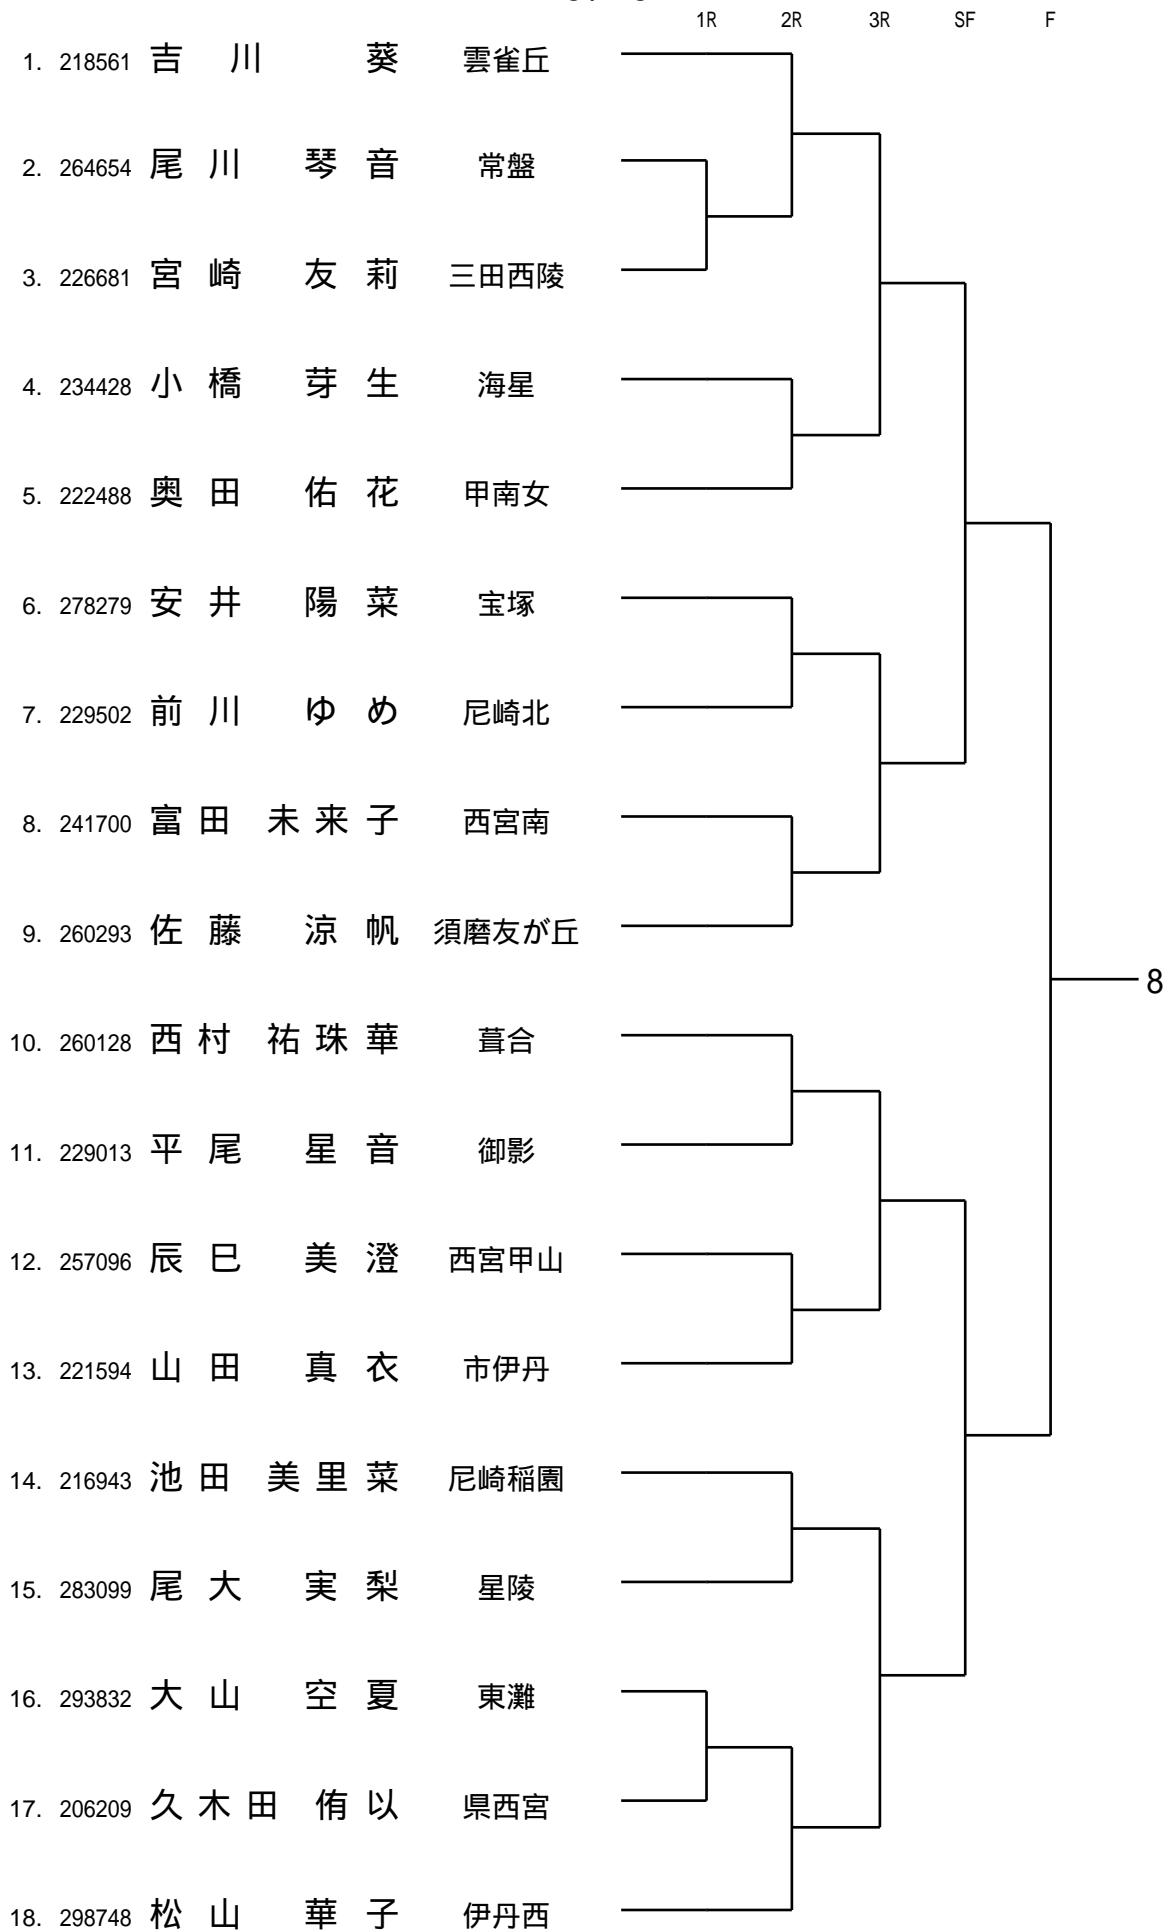 1R 2R 3R SF F
1. 218561 吉川 葵 雲雀丘
2. 264654 尾川 琴音 常盤
3. 226681 宮崎 友莉 三田西陵
4. 234428 小橋 芽生 海星
5. 222488 奥田 佑花 甲南女
6. 278279 安井 陽菜 宝塚
7. 229502 前川 ゆめ 尼崎北
8. 241700 富田 未来子 西宮南
9. 260293 佐藤 涼帆 須磨友が丘
8
10. 260128 西村 祐珠華 葺合
11. 229013 平尾 星音 御影
12. 257096 辰巳 美澄 西宮甲山
13. 221594 山田 真衣 市伊丹
14. 216943 池田 美里菜 尼崎稲園
15. 283099 尾大 実梨 星陵
16. 293832 大山 空夏 東灘
17. 206209 久木田 侑以 県西宮
18. 298748 松山 華子 伊丹西